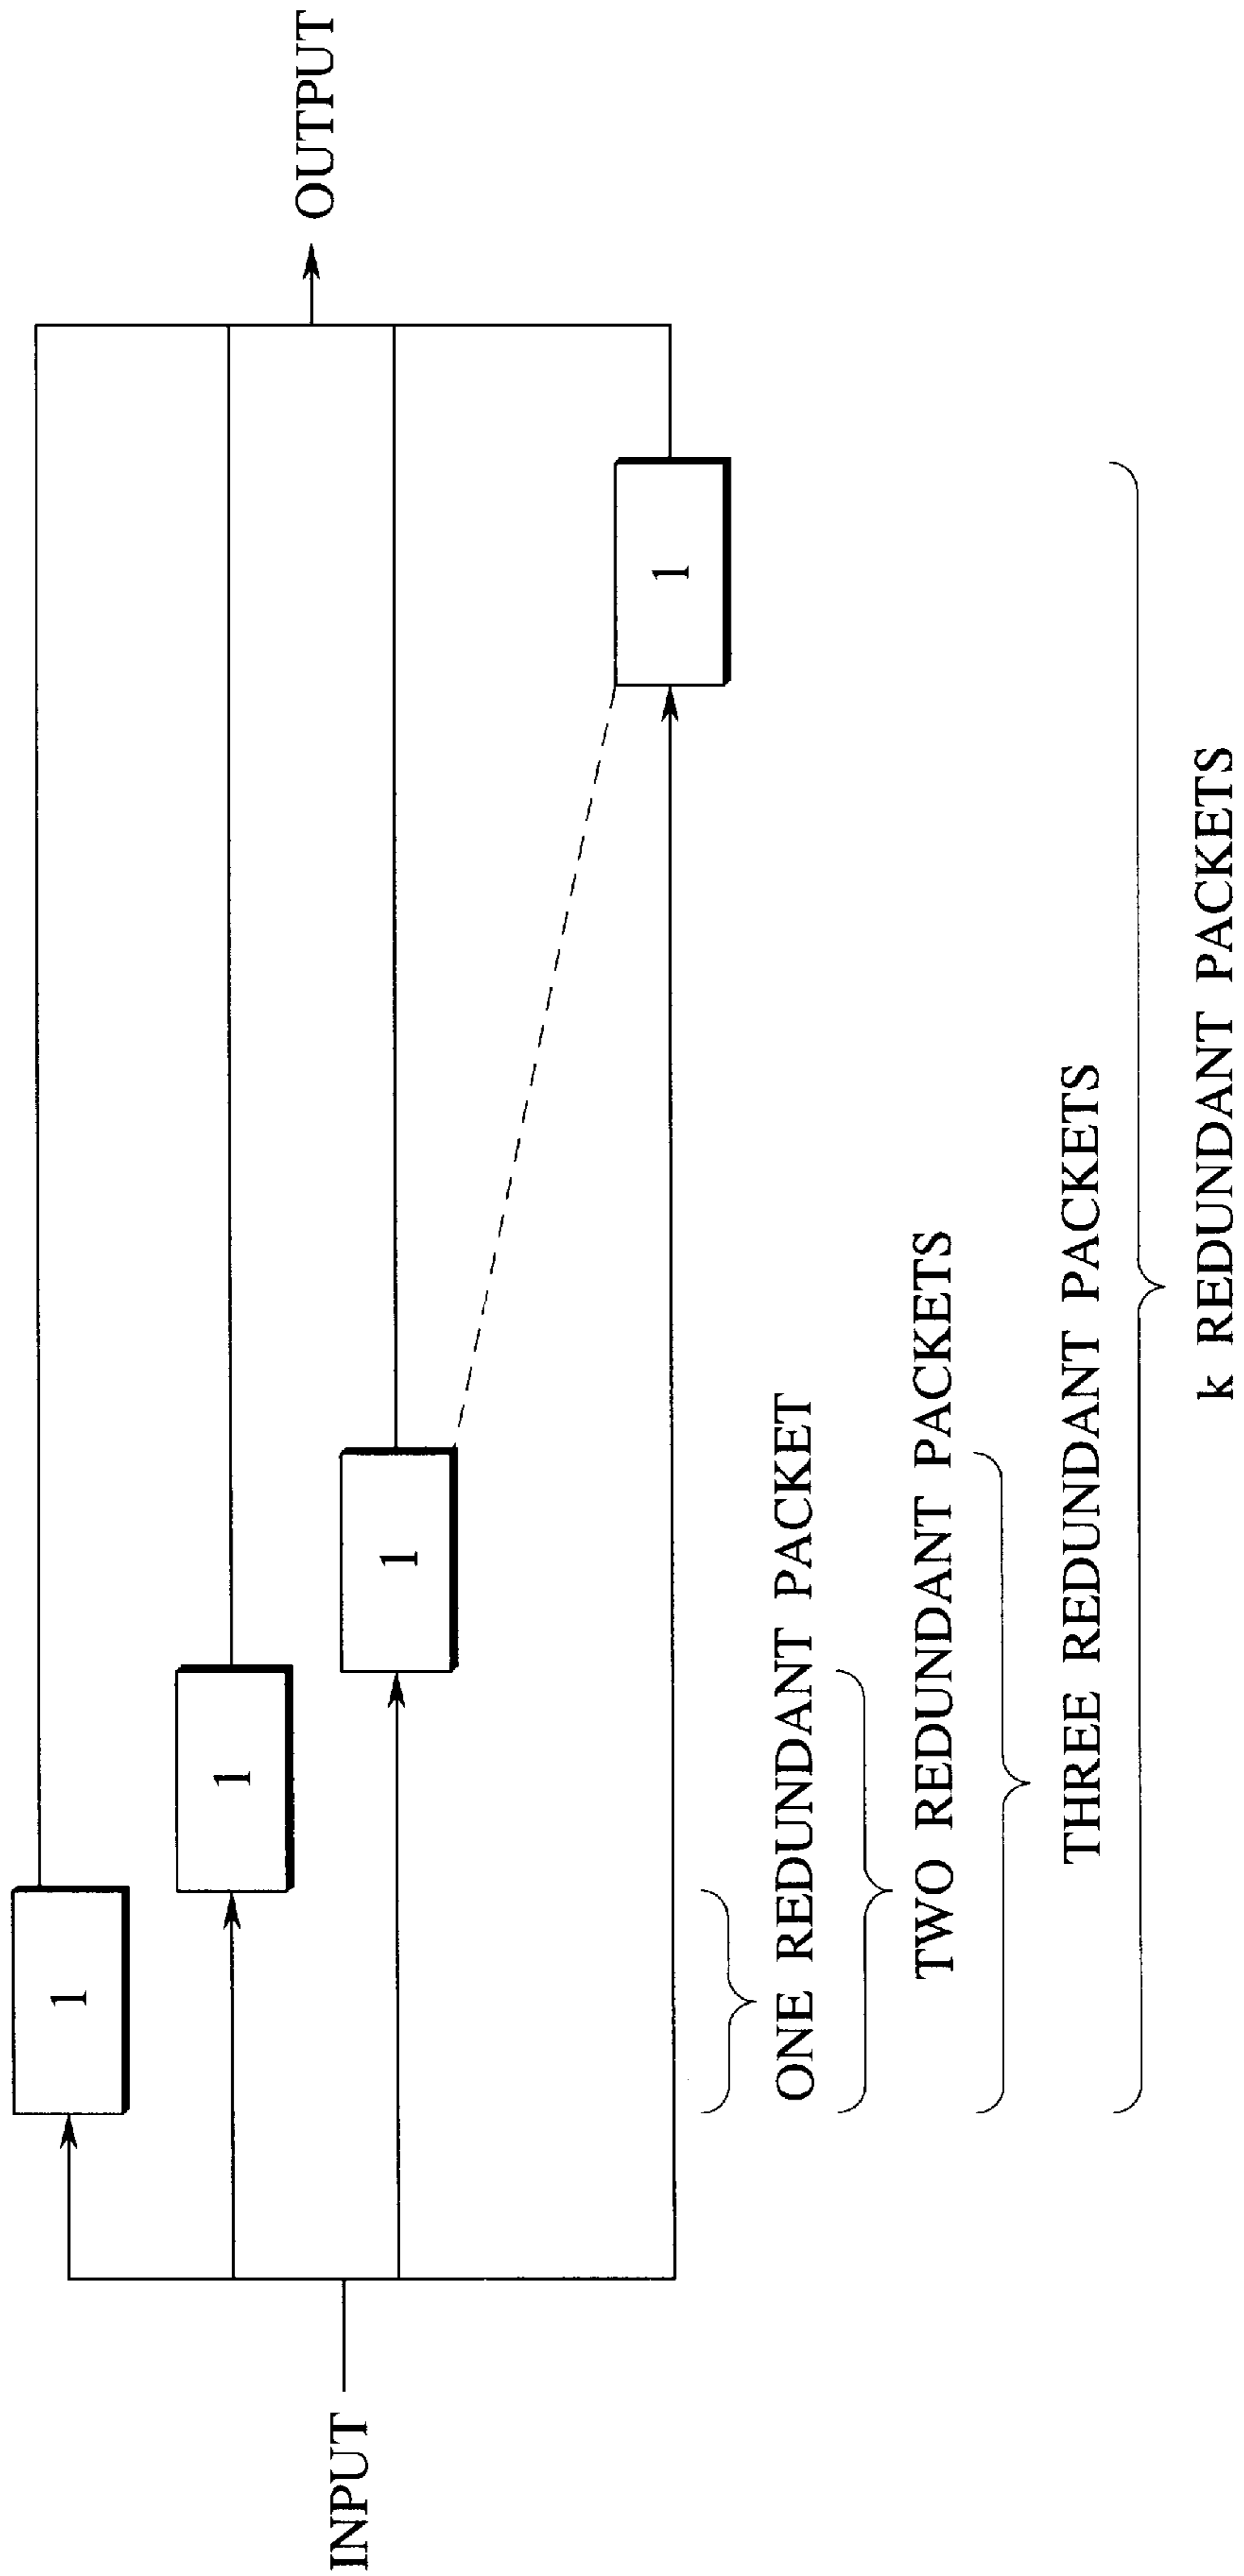 INPUT
1
1
1
1
OUTPUT
ONE REDUNDANT PACKET
TWO REDUNDANT PACKETS
THREE REDUNDANT PACKETS
k REDUNDANT PACKETS